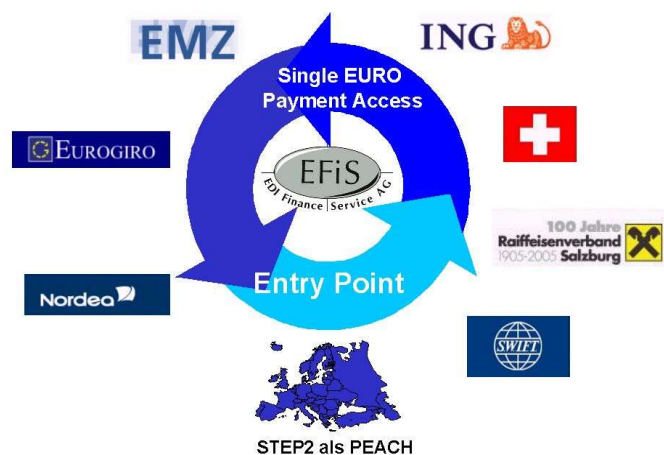 EMZ
ING
Single EURO
Payment Access
EUROGIRO
EFiS
EDI Finance Service AG
100 Jahre
Raiffeisenverband
1905-2005 Salzburg
Nordea
Entry Point
SWIFT
STEP2 als PEACH